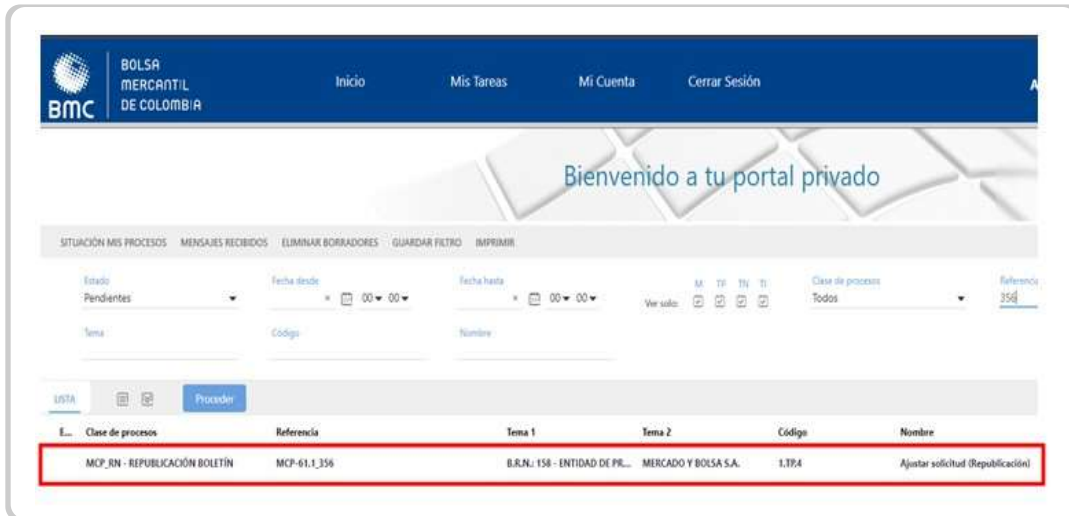 BOLSA
MERCANTIL
DE COLOMBIA
BMC
Inicio Mis Tareas Mi Cuenta Cerrar Sesión A
Bienvenido a tu portal privado
SITUACIÓN MIS PROCESOS MENSAJES RECIBIDOS ELIMINAR BORRADORES GUARDAR FILTRO IMPRIMIR
Estado Fecha desde Fecha hasta M TP TN TI Clase de procesos Referencia
Pendientes × 00 00 × 00 00 Ver solo: Todos 356
Tema Código Nombre
LISTA Proceder
E... Clase de procesos Referencia Tema 1 Tema 2 Código Nombre
MCP_RN - REPUBLICACIÓN BOLETÍN MCP-61.1_356 B.R.N.: 158 - ENTIDAD DE PR... MERCADO Y BOLSA S.A. 1.TP.4 Ajustar solicitud (Republicación)